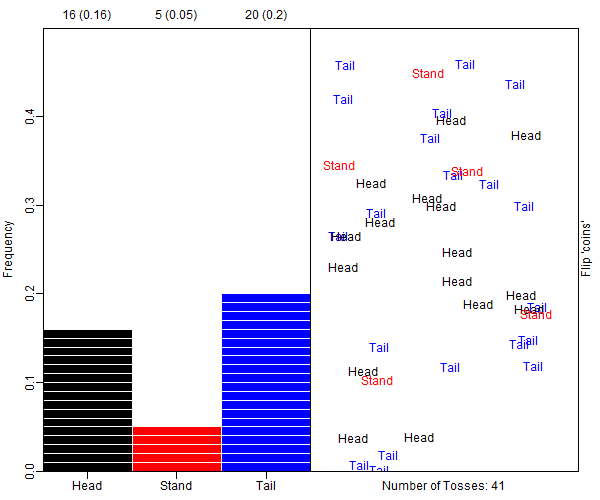 16 (0.16) 5 (0.05) 20 (0.2)
Frequency
0.0 0.1 0.2 0.3 0.4
Head Stand Tail
Tail Tail
Stand
Tail
Tail
Tail
Head
Head
Tail
Stand
Stand
Tail
Head Tail
Head
Head Tail
Tail
Head
Tail Head
Head
Head
Head
Head
Head
Tail
Head
Stand
Tail
Tail
Tail
Tail Tail
Head
Stand
Head Head
Tail
Tail
Tail
Number of Tosses: 41
Flip 'coins'